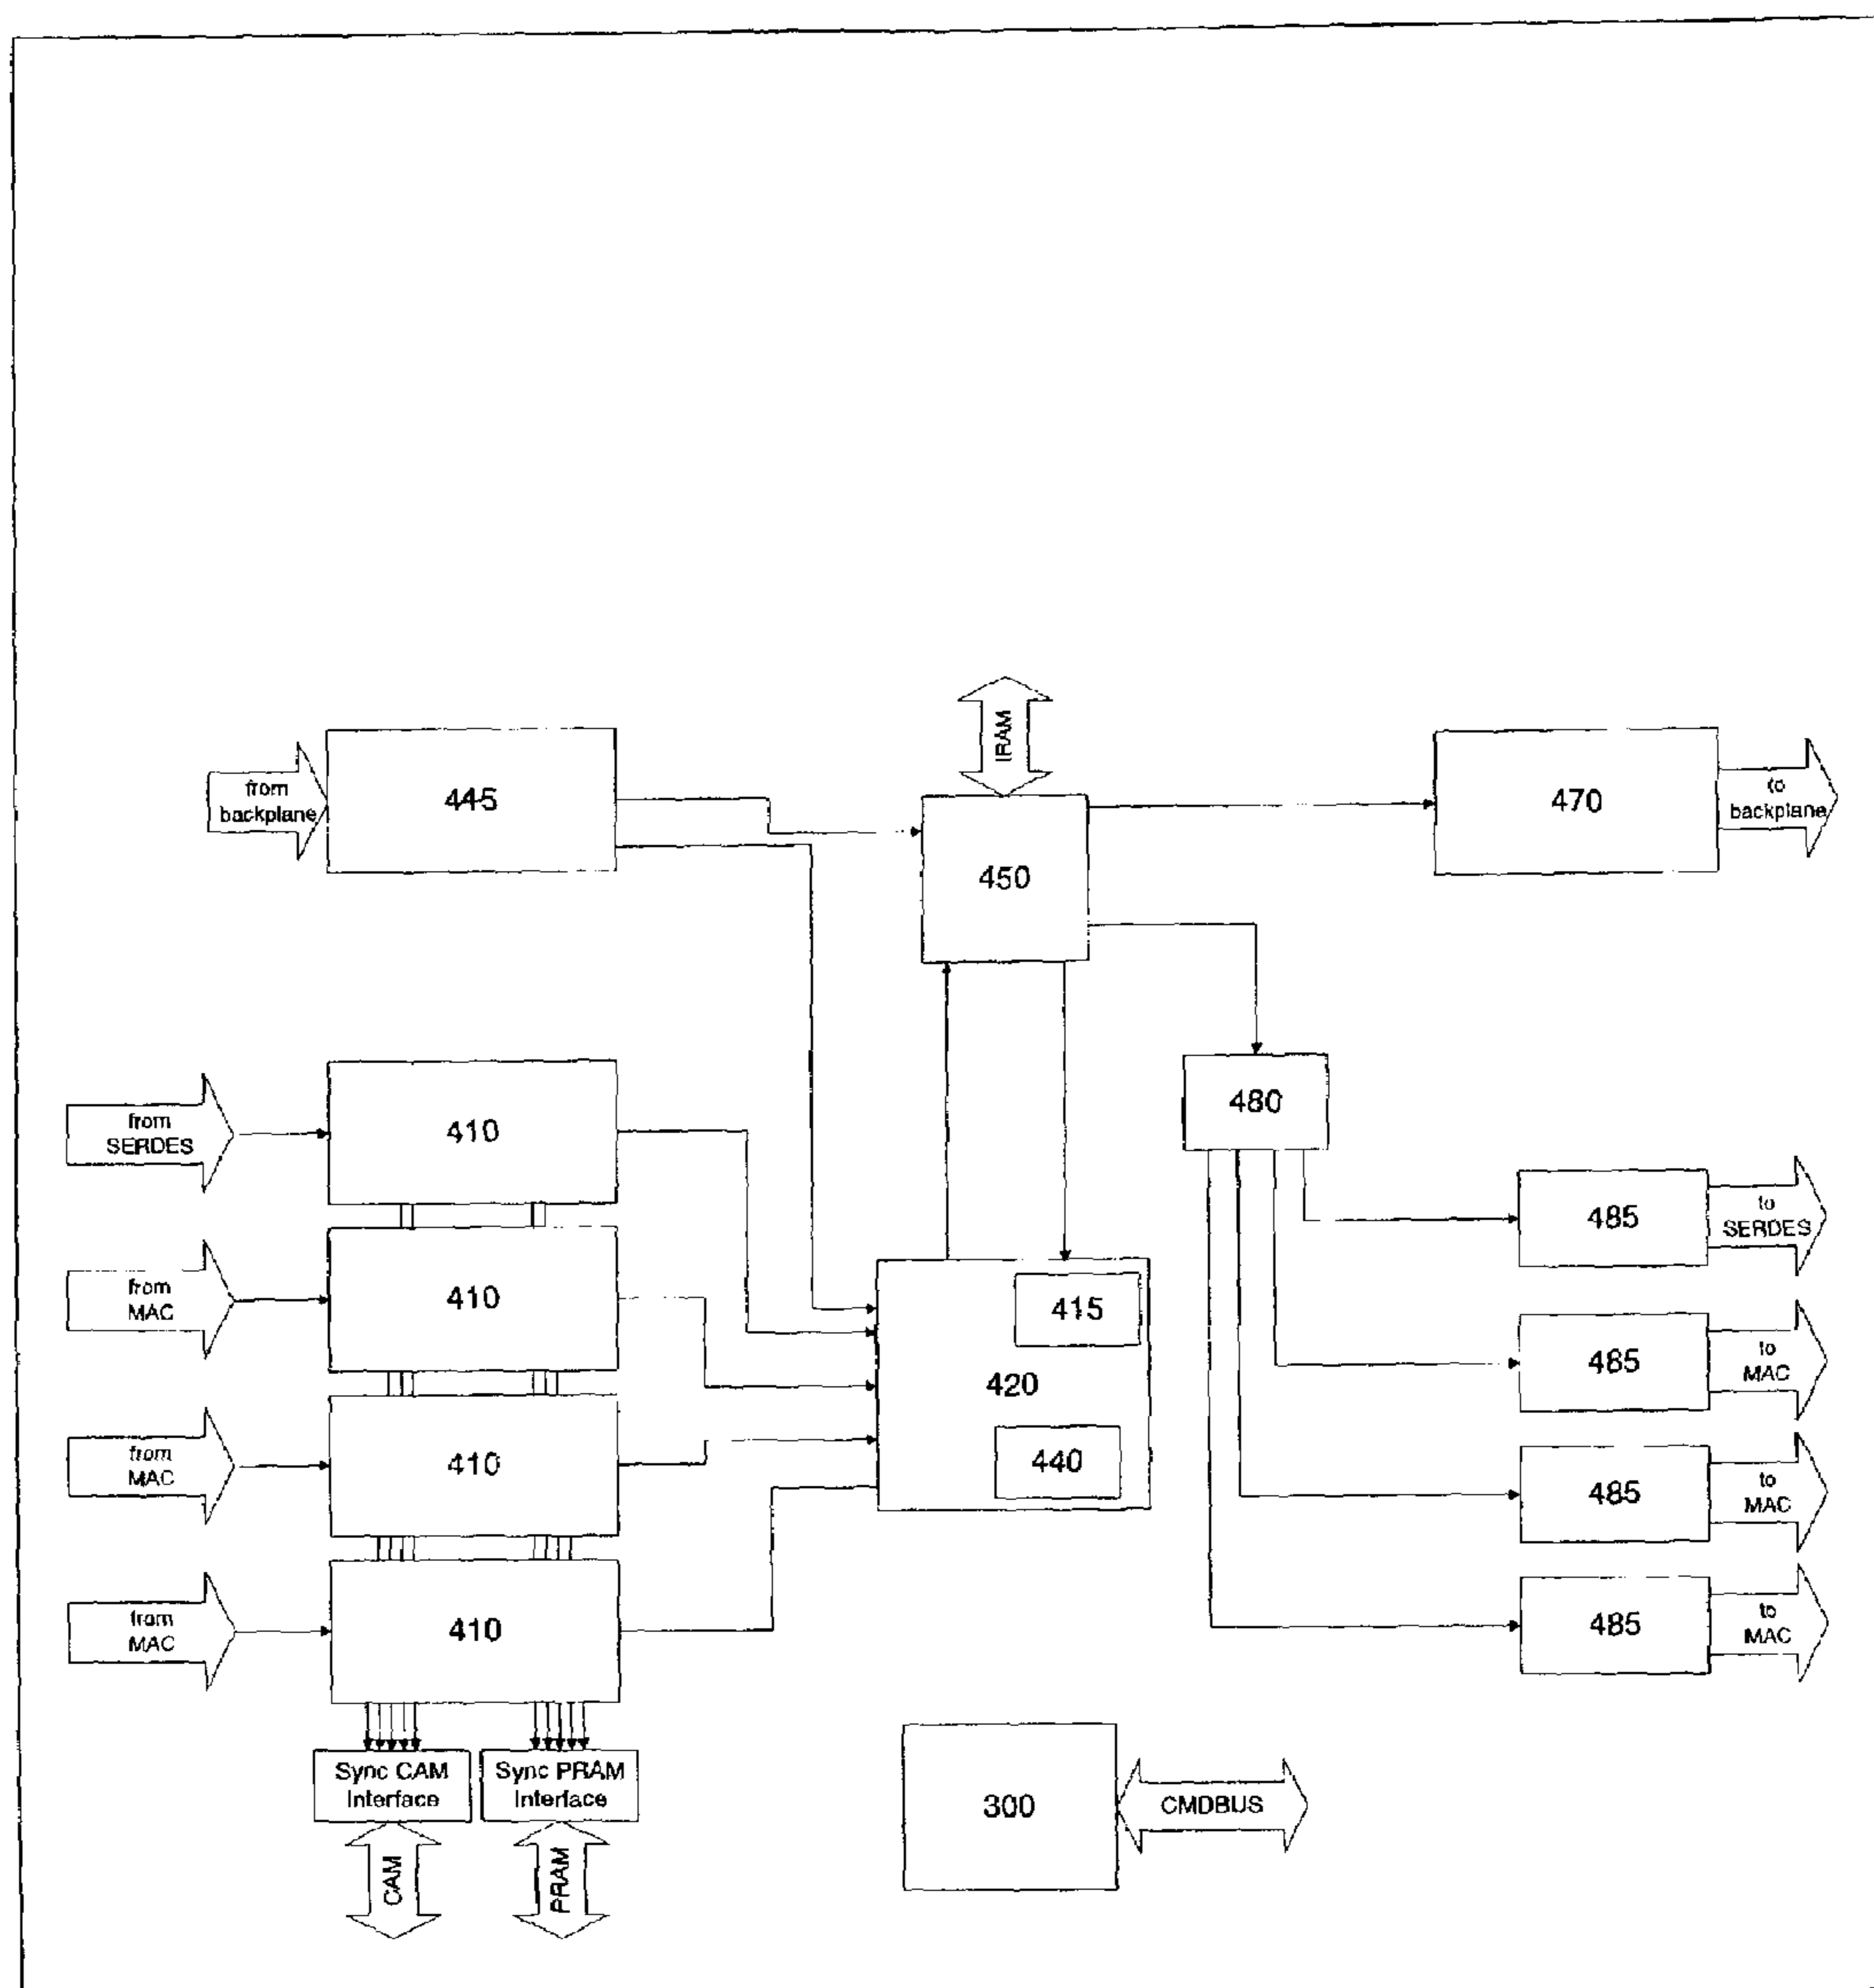 IRAM
from
backplane
445
450
470
to
backplane
from
SERDES
410
480
from
MAC
410
415
485
to
SERDES
420
from
MAC
410
440
485
to
MAC
485
to
MAC
from
MAC
410
485
to
MAC
Sync CAM
Interface
Sync PRAM
Interface
300
CMDBUS
CAM
PRAM